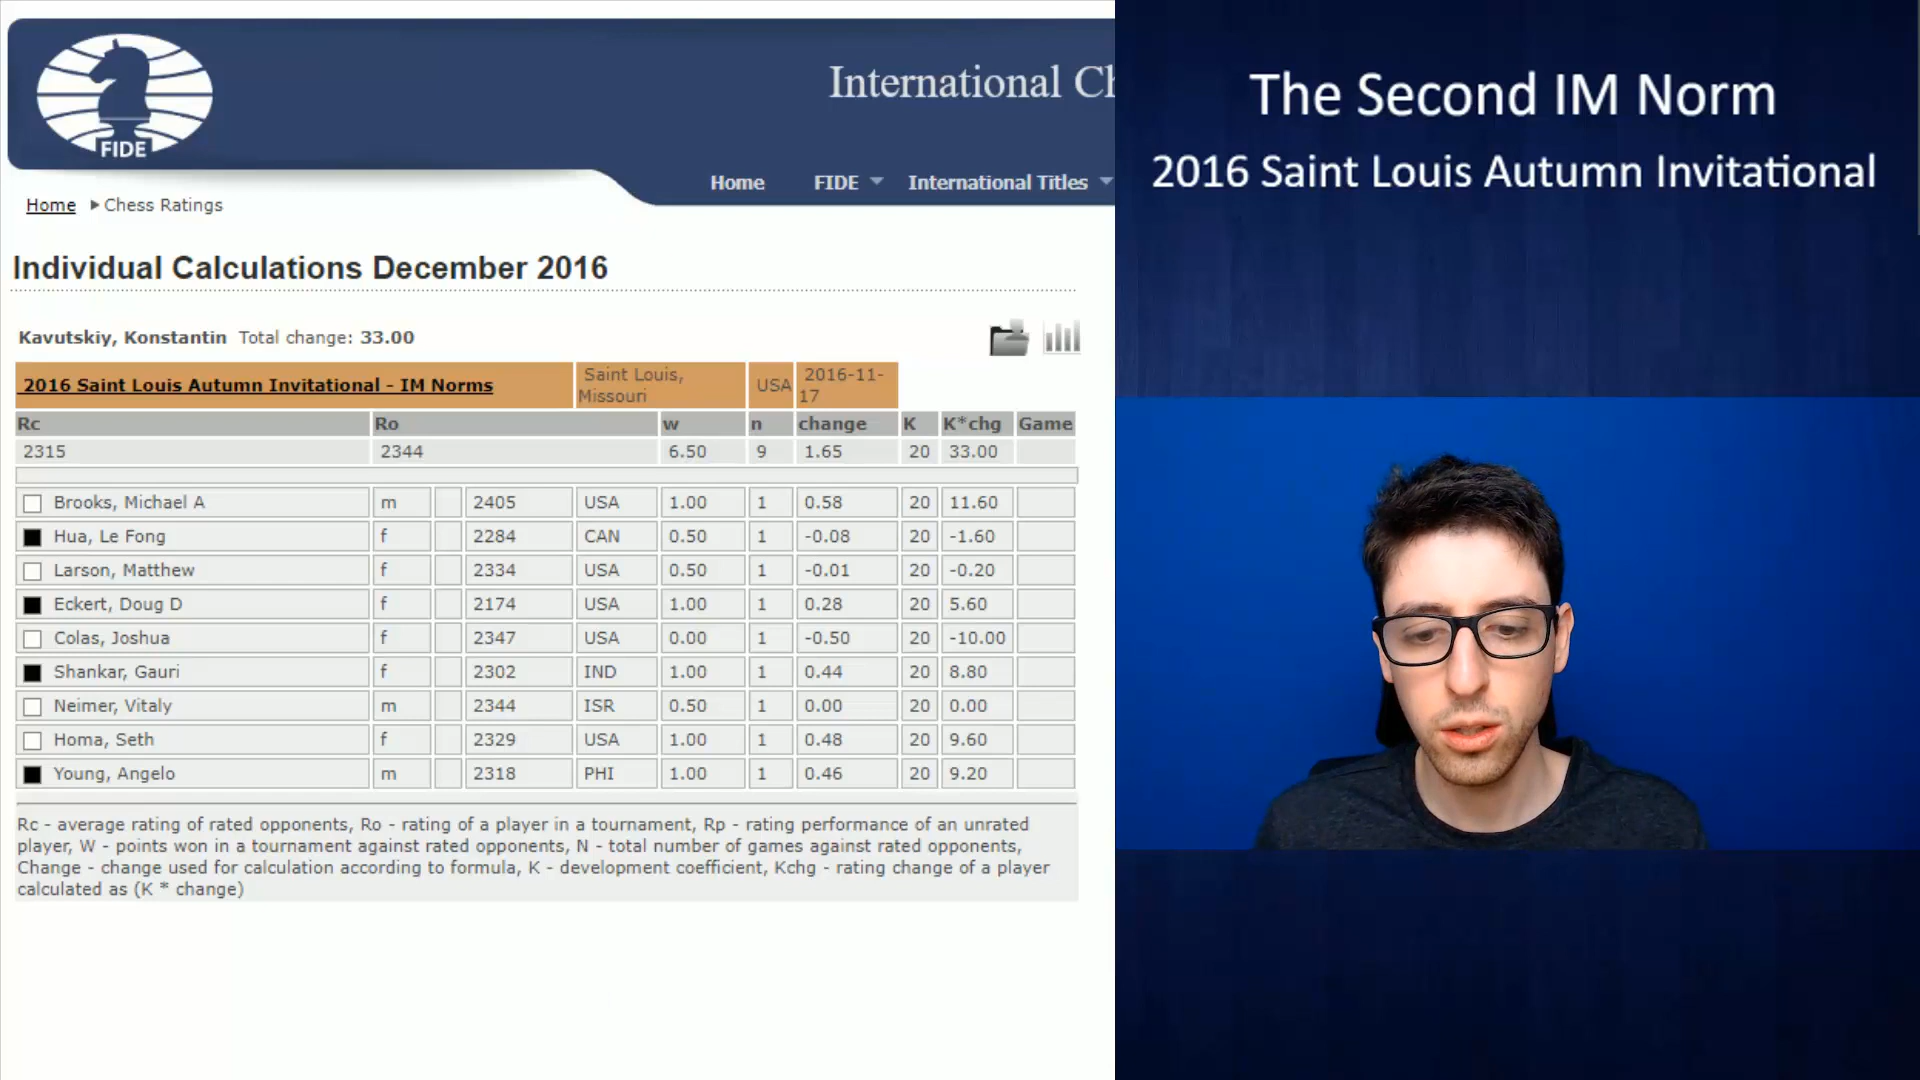 FIDE
International Ch
Home FIDE International Titles
Home Chess Ratings
Individual Calculations December 2016
Kavutskiy, Konstantin Total change: 33.00
2016 Saint Louis Autumn Invitational - IM Norms Saint Louis, Missouri USA 2016-11-17
Rc Ro w n change K K*chg Game
2315 2344 6.50 9 1.65 20 33.00
Brooks, Michael A m 2405 USA 1.00 1 0.58 20 11.60
Hua, Le Fong f 2284 CAN 0.50 1 -0.08 20 -1.60
Larson, Matthew f 2334 USA 0.50 1 -0.01 20 -0.20
Eckert, Doug D f 2174 USA 1.00 1 0.28 20 5.60
Colas, Joshua f 2347 USA 0.00 1 -0.50 20 -10.00
Shankar, Gauri f 2302 IND 1.00 1 0.44 20 8.80
Neimer, Vitaly m 2344 ISR 0.50 1 0.00 20 0.00
Homa, Seth f 2329 USA 1.00 1 0.48 20 9.60
Young, Angelo m 2318 PHI 1.00 1 0.46 20 9.20
Rc - average rating of rated opponents, Ro - rating of a player in a tournament, Rp - rating performance of an unrated
player, W - points won in a tournament against rated opponents, N - total number of games against rated opponents,
Change - change used for calculation according to formula, K - development coefficient, Kchg - rating change of a player
calculated as (K * change)
The Second IM Norm
2016 Saint Louis Autumn Invitational